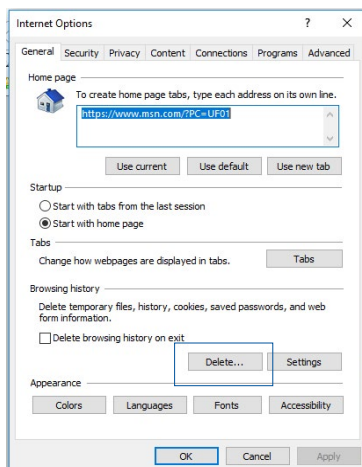 Internet Options ? ×
General Security Privacy Content Connections Programs Advanced
Home page
To create home page tabs, type each address on its own line.
https://www.msn.com/?PC=UF01
Use current Use default Use new tab
Startup
Start with tabs from the last session
Start with home page
Tabs
Change how webpages are displayed in tabs. Tabs
Browsing history
Delete temporary files, history, cookies, saved passwords, and web
form information.
Delete browsing history on exit
Delete... Settings
Appearance
Colors Languages Fonts Accessibility
OK Cancel Apply